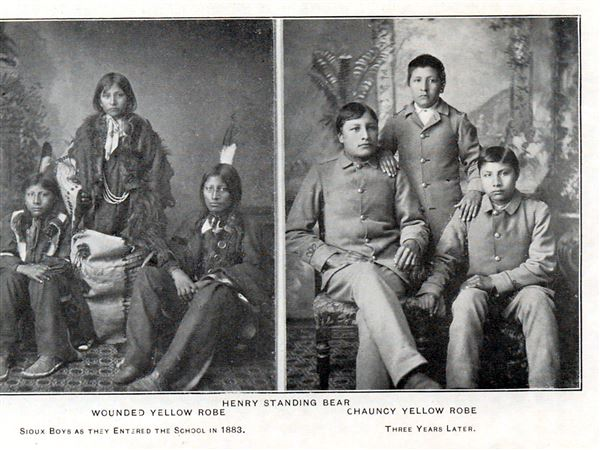 HENRY STANDING BEAR
WOUNDED YELLOW ROBE CHAUNCY YELLOW ROBE
SIOUX BOYS AS THEY ENTERED THE SCHOOL IN 1883. THREE YEARS LATER.